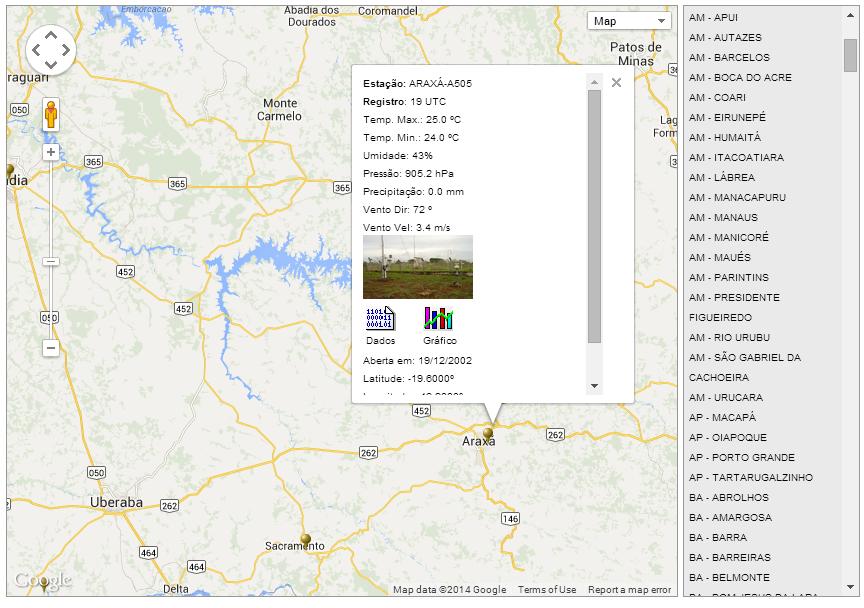 Emborcacao
Abadia dos
Dourados
Coromandel
Map
Patos de
Minas
raguari
050
Monte
Carmelo
Lag
Form
365
365
365
dia
452
452
050
452
262
262
262
050
Uberaba
Araxá
146
Sacramento
464
464
Delta
Google
Map data ©2014 Google
Terms of Use
Report a map error
Estação: ARAXÁ-A505
Registro: 19 UTC
Temp. Max.: 25.0 ºC
Temp. Min.: 24.0 ºC
Umidade: 43%
Pressão: 905.2 hPa
Precipitação: 0.0 mm
Vento Dir: 72 º
Vento Vel: 3.4 m/s
Dados
Gráfico
Aberta em: 19/12/2002
Latitude: -19.6000º
AM - APUI
AM - AUTAZES
AM - BARCELOS
AM - BOCA DO ACRE
AM - COARI
AM - EIRUNEPÉ
AM - HUMAITÁ
AM - ITACOATIARA
AM - LÁBREA
AM - MANACAPURU
AM - MANAUS
AM - MANICORÉ
AM - MAUÉS
AM - PARINTINS
AM - PRESIDENTE
FIGUEIREDO
AM - RIO URUBU
AM - SÃO GABRIEL DA
CACHOEIRA
AM - URUCARA
AP - MACAPÁ
AP - OIAPOQUE
AP - PORTO GRANDE
AP - TARTARUGALZINHO
BA - ABROLHOS
BA - AMARGOSA
BA - BARRA
BA - BARREIRAS
BA - BELMONTE